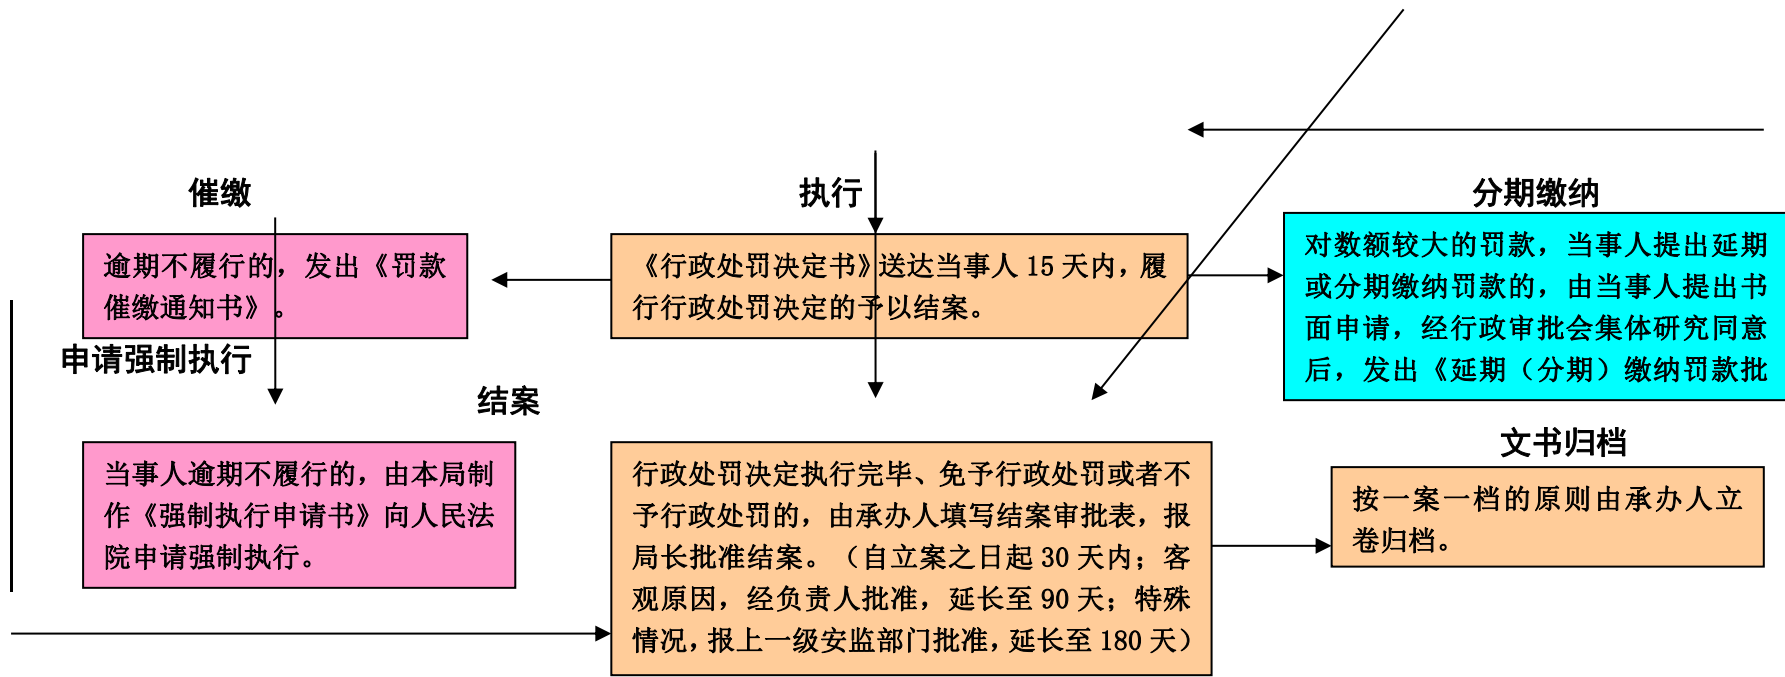 催缴
执行
分期缴纳
逾期不履行的，发出《罚款
催缴通知书》。
《行政处罚决定书》送达当事人 15 天内，履
行行政处罚决定的予以结案。
对数额较大的罚款，当事人提出延期
或分期缴纳罚款的，由当事人提出书
面申请，经行政审批会集体研究同意
后，发出《延期（分期）缴纳罚款批
申请强制执行
结案
文书归档
当事人逾期不履行的，由本局制
作《强制执行申请书》向人民法
院申请强制执行。
行政处罚决定执行完毕、免予行政处罚或者不
予行政处罚的，由承办人填写结案审批表，报
局长批准结案。（自立案之日起 30 天内；客
观原因，经负责人批准，延长至 90 天；特殊
情况，报上一级安监部门批准，延长至 180 天）
按一案一档的原则由承办人立
卷归档。